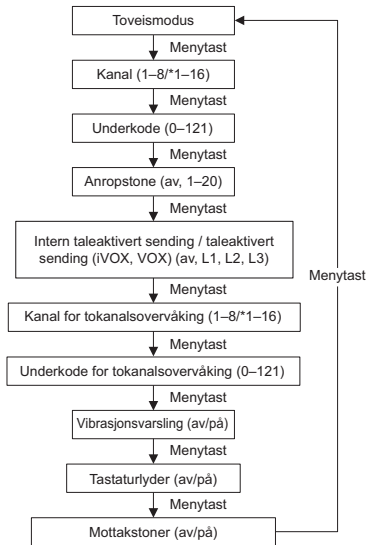 Toveismodus
Menytast
Kanal (1–8/*1–16)
Menytast
Underkode (0–121)
Menytast
Anropstone (av, 1–20)
Menytast
Intern taleaktivert sending / taleaktivert
sending (iVOX, VOX) (av, L1, L2, L3)
Menytast
Menytast
Kanal for tokanalsovervåking (1–8/*1–16)
Menytast
Underkode for tokanalsovervåking (0–121)
Menytast
Vibrasjonsvarsling (av/på)
Menytast
Tastaturlyder (av/på)
Menytast
Mottakstoner (av/på)